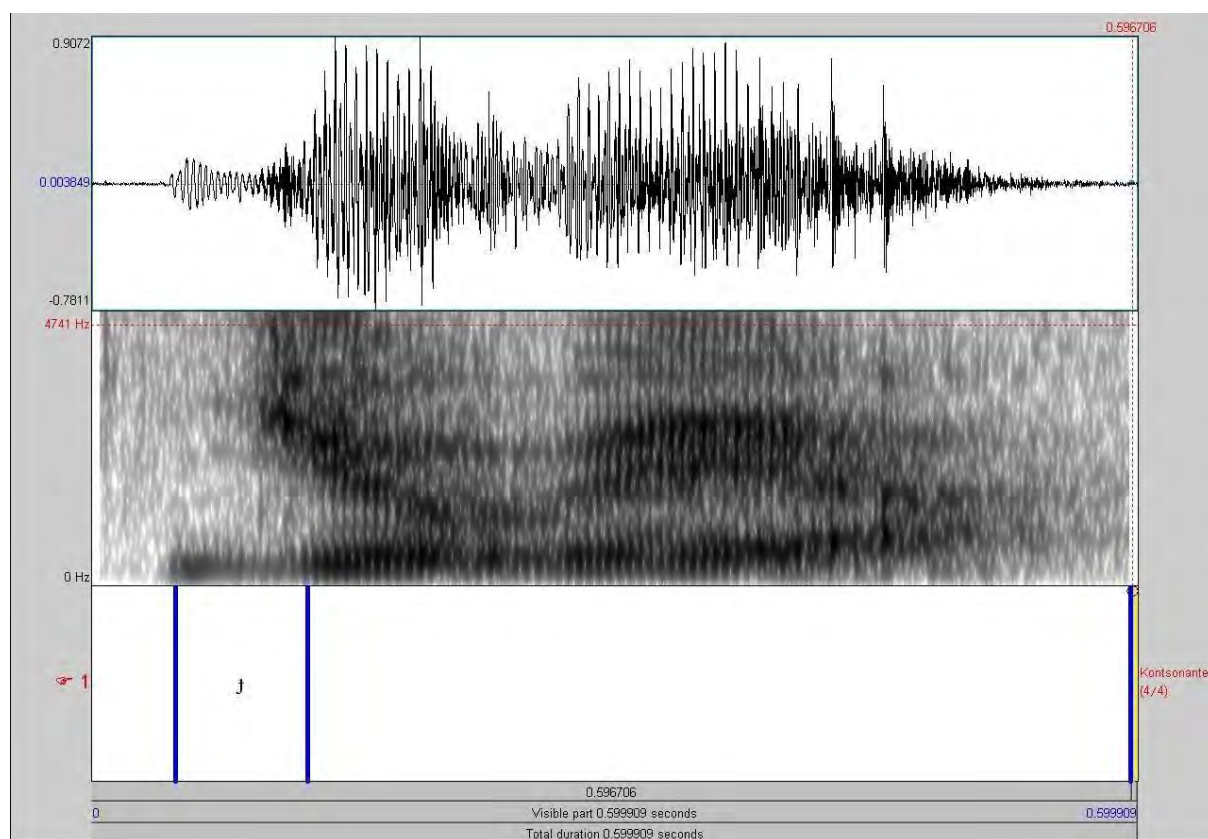 0.596706
0.9072
0.003849
-0.7811
4741 Hz
0 Hz
☞ 1
ɟ
Kontsonante
(4/4)
0.596706
0
Visible part 0.599909 seconds
0.599909
Total duration 0.599909 seconds